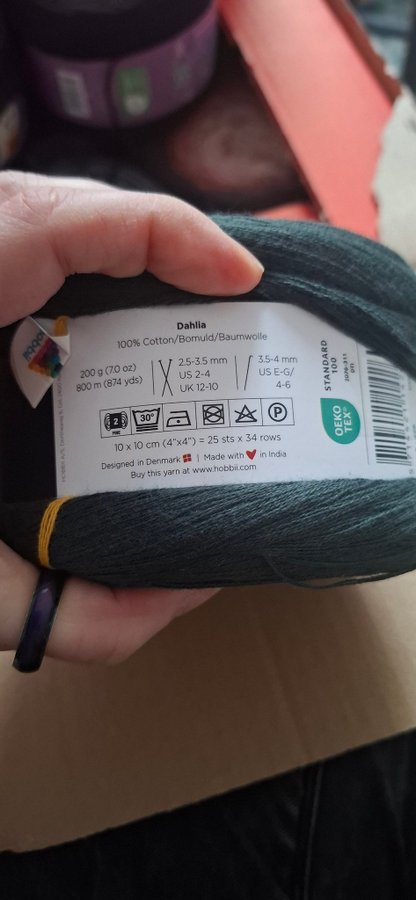 Dahlia
100% Cotton/Bomuld/Baumwolle
200 g (7.0 oz)
800 m (874 yds)
2.5-3.5 mm
US 2-4
UK 12-10
3.5-4 mm
US E-G/
4-6
2
FINE
30°
P
10 x 10 cm (4"x4") = 25 sts x 34 rows
Designed in Denmark | Made with in India
Buy this yarn at www.hobbii.com
STANDARD
100
OEKO
TEX®